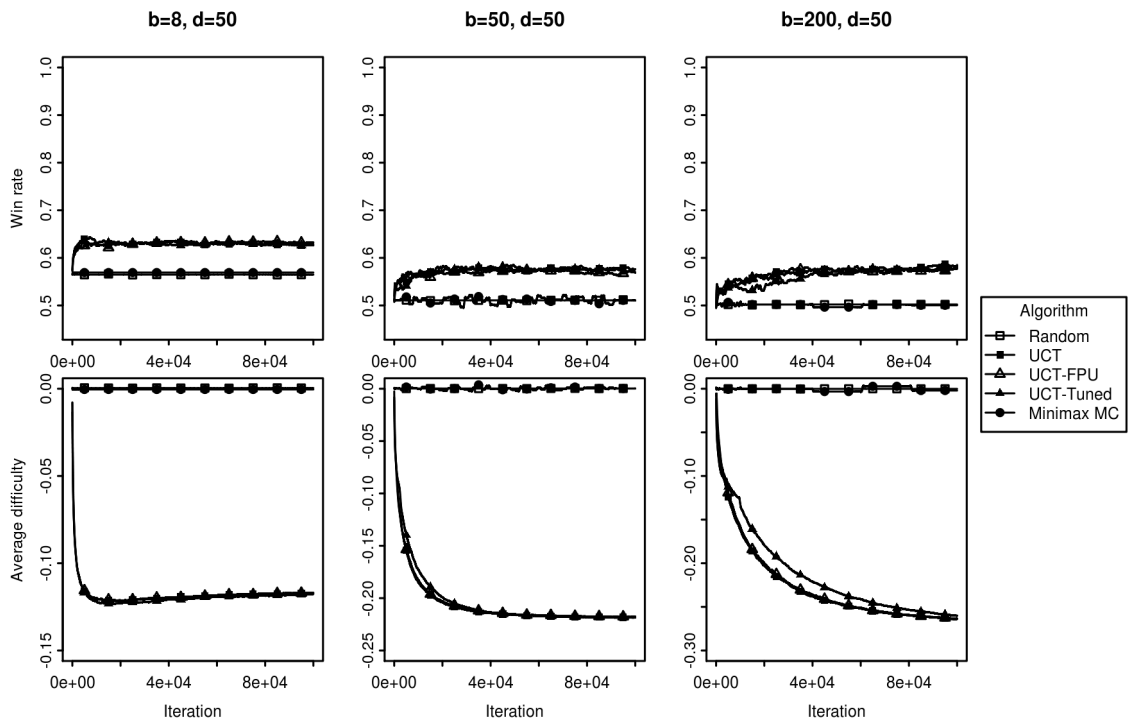 b=8, d=50 b=50, d=50 b=200, d=50
Win rate
1.0 0.9 0.8 0.7 0.6 0.5
1.0 0.9 0.8 0.7 0.6 0.5
1.0 0.9 0.8 0.7 0.6 0.5
0e+00 4e+04 8e+04 0e+00 4e+04 8e+04 0e+00 4e+04 8e+04
Average difficulty
0.00 -0.05 -0.10 -0.15
0.00 -0.05 -0.10 -0.15 -0.20 -0.25
0.00 -0.10 -0.20 -0.30
0e+00 4e+04 8e+04 0e+00 4e+04 8e+04 0e+00 4e+04 8e+04
Iteration Iteration Iteration
Algorithm
Random
UCT
UCT-FPU
UCT-Tuned
Minimax MC